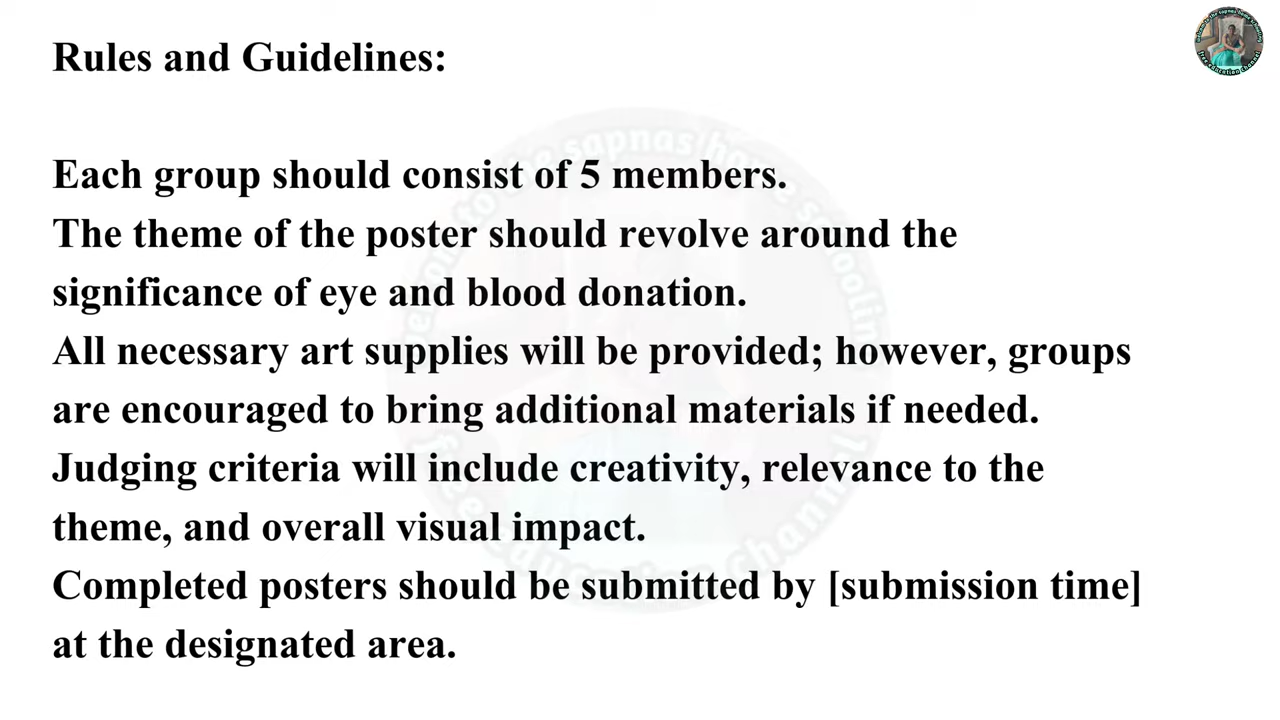 Rules and Guidelines:
Each group should consist of 5 members.
The theme of the poster should revolve around the
significance of eye and blood donation.
All necessary art supplies will be provided; however, groups
are encouraged to bring additional materials if needed.
Judging criteria will include creativity, relevance to the
theme, and overall visual impact.
Completed posters should be submitted by [submission time]
at the designated area.
free education channel